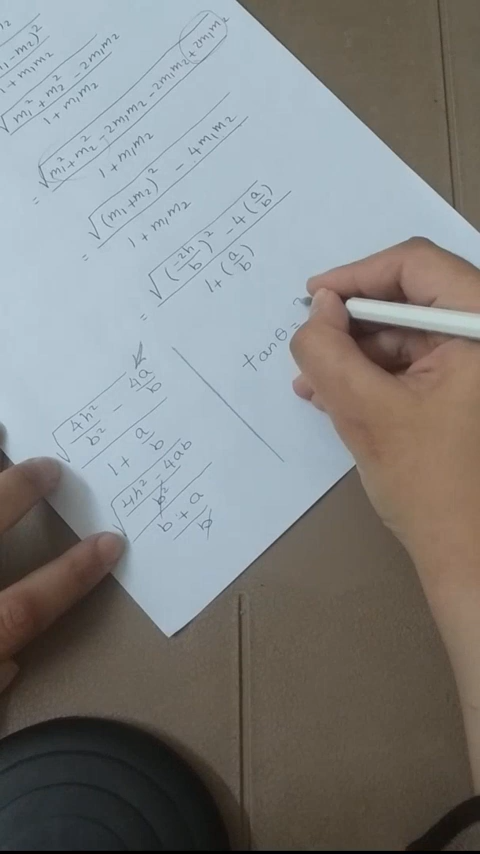 m₂
√(m₁ - m₂)²
1 + m₁m₂
√m₁² + m₂² - 2m₁m₂
1 + m₁m₂
= √m₁² + m₂² - 2m₁m₂ - 2m₁m₂ + 2m₁m₂
1 + m₁m₂
= √(m₁ + m₂)² - 4m₁m₂
1 + m₁m₂
= √(-2h/b)² - 4(a/b)
1 + (a/b)
√4h²/b² - 4a/b
1 + a/b
√4h² - 4ab/b²
b + a/b
tanθ =